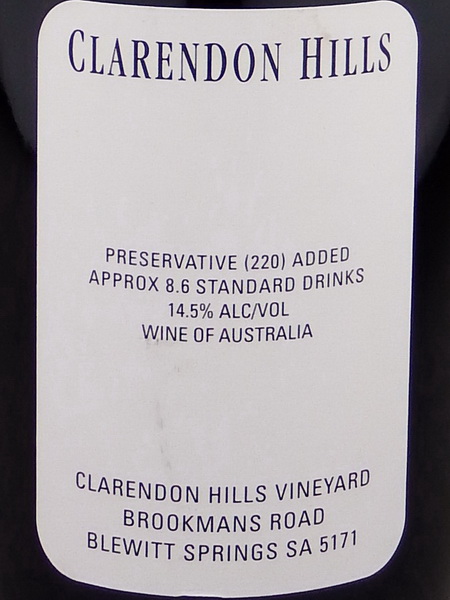 CLARENDON HILLS
PRESERVATIVE (220) ADDED
APPROX 8.6 STANDARD DRINKS
14.5% ALC/VOL
WINE OF AUSTRALIA
CLARENDON HILLS VINEYARD
BROOKMANS ROAD
BLEWITT SPRINGS SA 5171